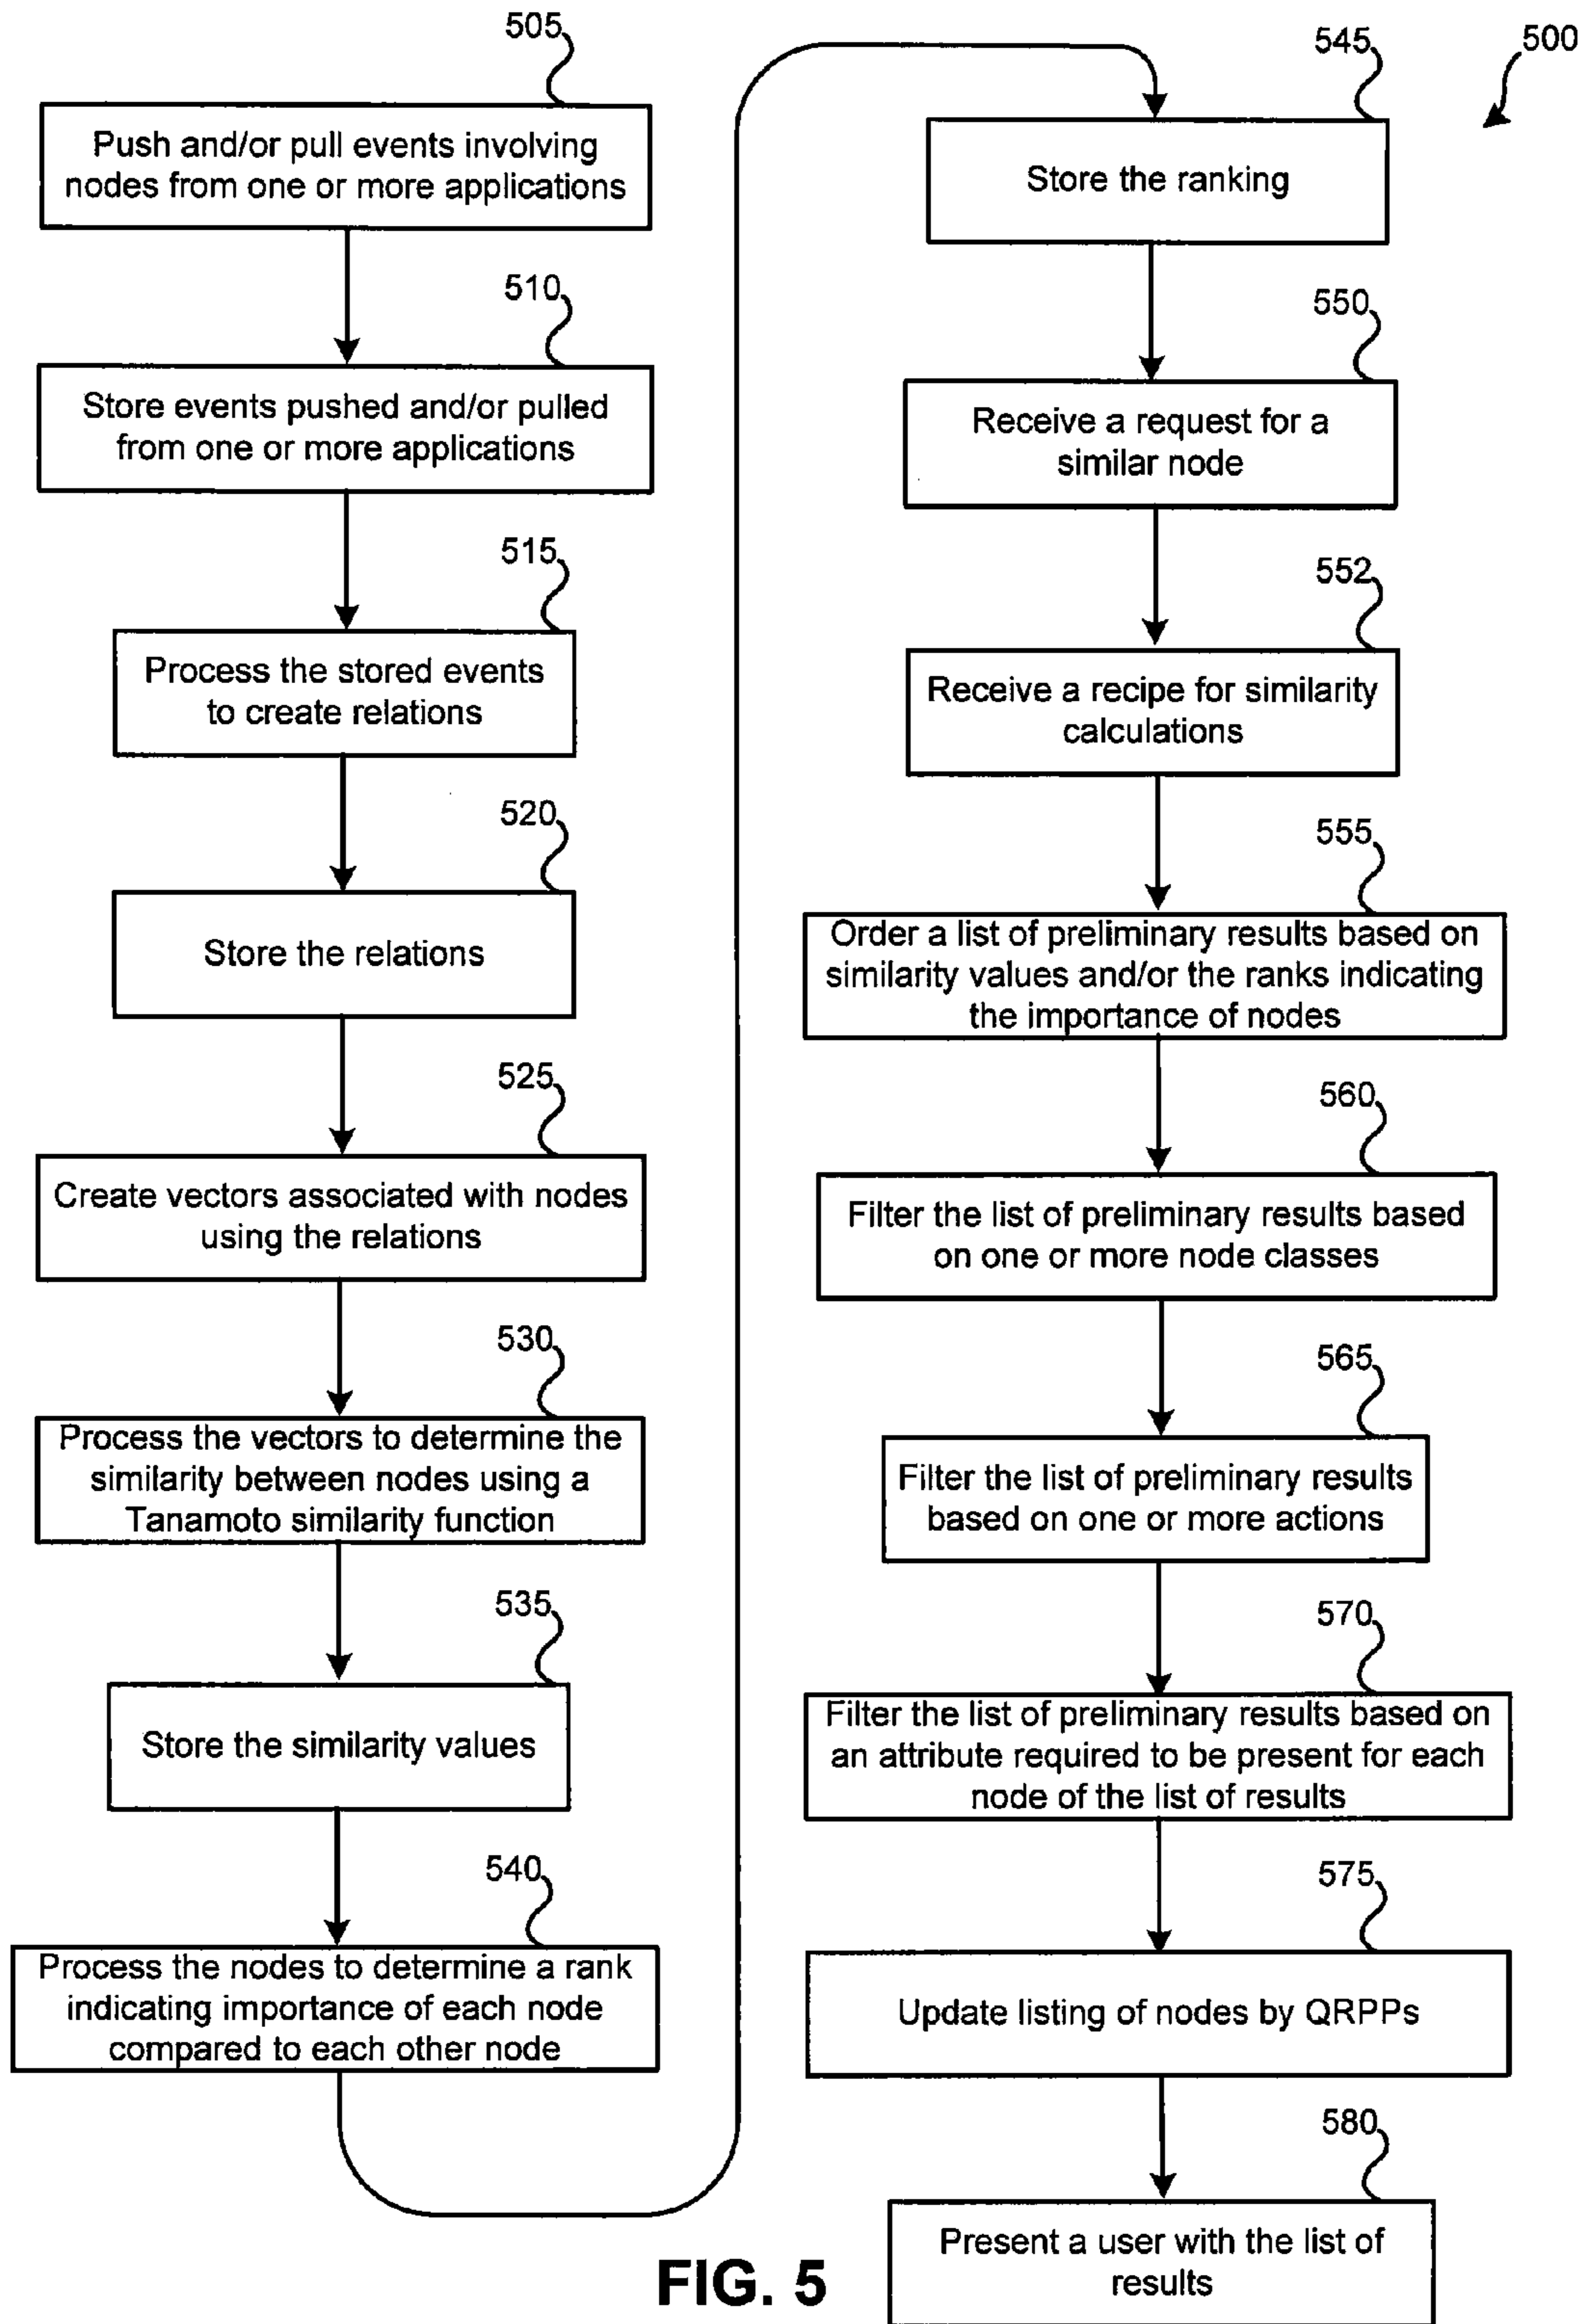 505
Push and/or pull events involving
nodes from one or more applications
510
Store events pushed and/or pulled
from one or more applications
515
Process the stored events
to create relations
520
Store the relations
525
Create vectors associated with nodes
using the relations
530
Process the vectors to determine the
similarity between nodes using a
Tanamoto similarity function
535
Store the similarity values
540
Process the nodes to determine a rank
indicating importance of each node
compared to each other node
500
545
Store the ranking
550
Receive a request for a
similar node
552
Receive a recipe for similarity
calculations
555
Order a list of preliminary results based on
similarity values and/or the ranks indicating
the importance of nodes
560
Filter the list of preliminary results based
on one or more node classes
565
Filter the list of preliminary results
based on one or more actions
570
Filter the list of preliminary results based on
an attribute required to be present for each
node of the list of results
575
Update listing of nodes by QRPPs
580
Present a user with the list of
results
FIG. 5